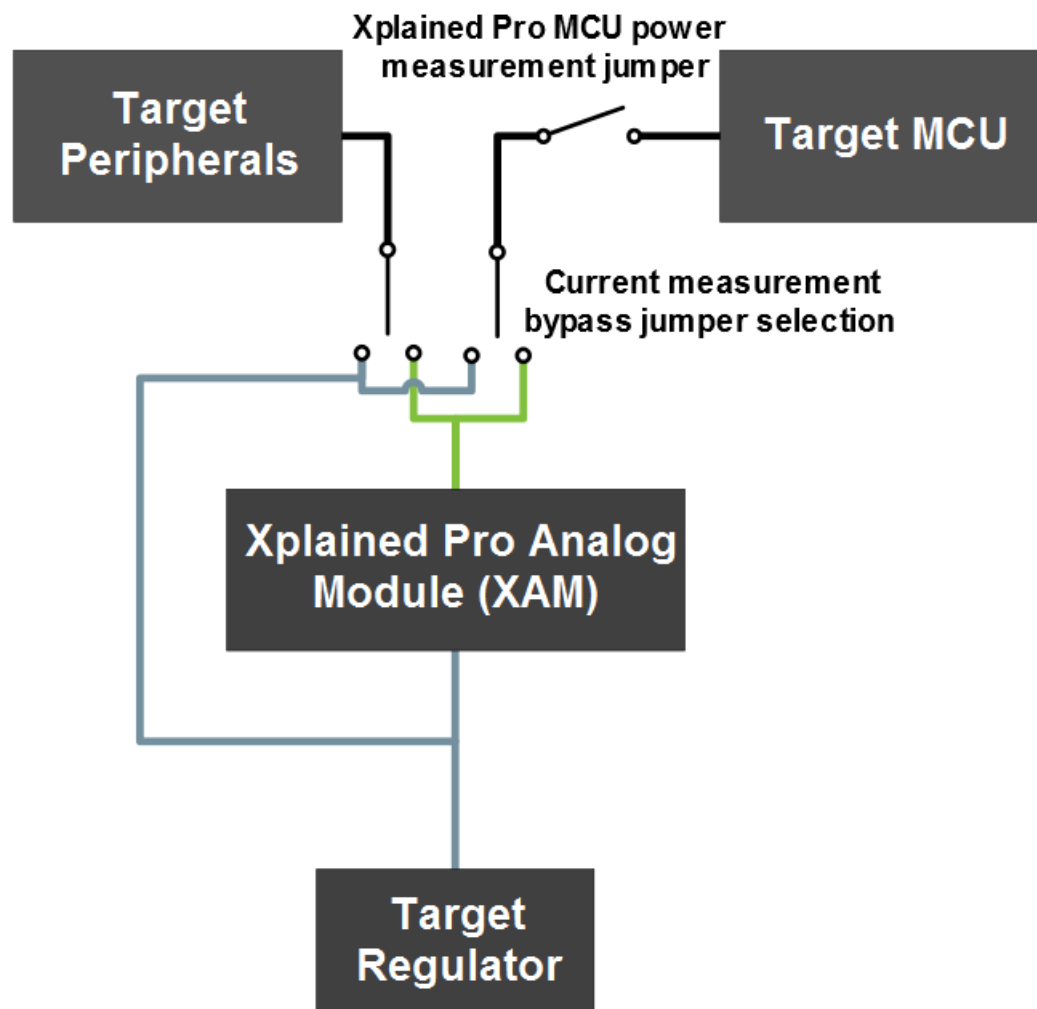 Xplained Pro MCU power
measurement jumper
Target
Peripherals
Target MCU
Current measurement
bypass jumper selection
Xplained Pro Analog
Module (XAM)
Target
Regulator